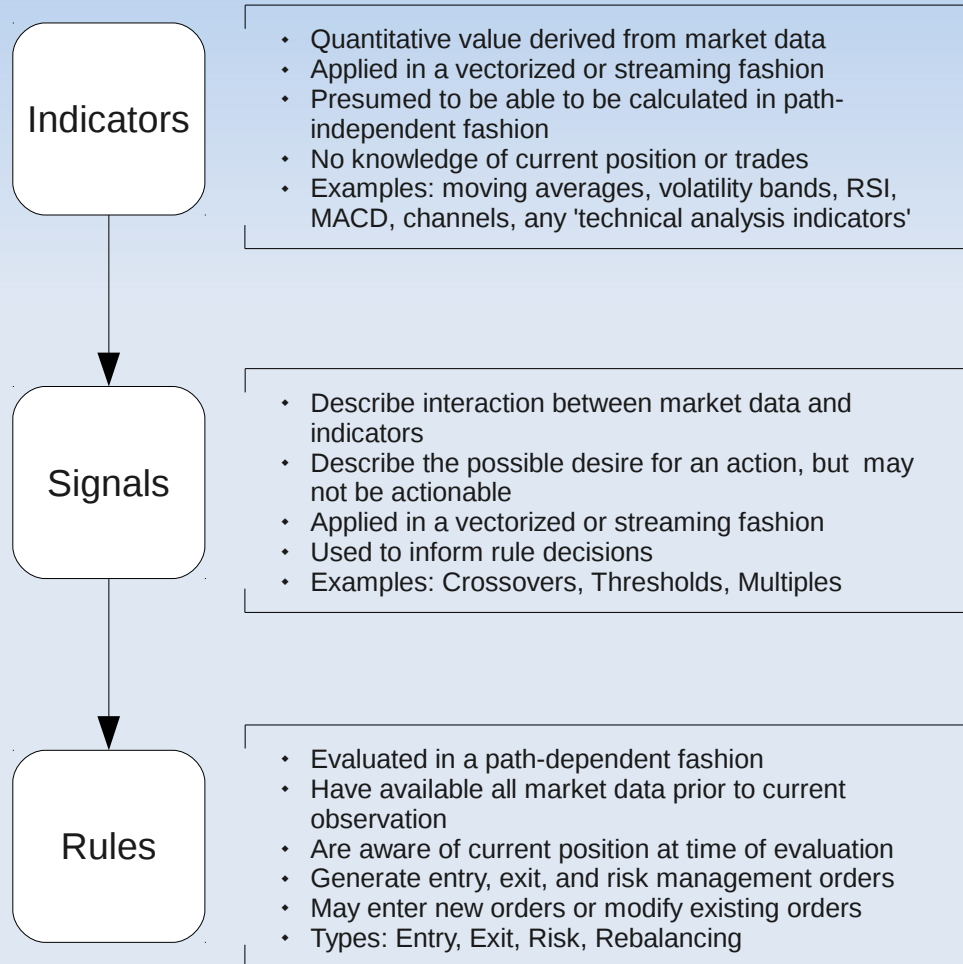 Indicators
• Quantitative value derived from market data
• Applied in a vectorized or streaming fashion
• Presumed to be able to be calculated in path-
independent fashion
• No knowledge of current position or trades
• Examples: moving averages, volatility bands, RSI,
MACD, channels, any 'technical analysis indicators'
Signals
• Describe interaction between market data and
indicators
• Describe the possible desire for an action, but  may
not be actionable
• Applied in a vectorized or streaming fashion
• Used to inform rule decisions
• Examples: Crossovers, Thresholds, Multiples
Rules
• Evaluated in a path-dependent fashion
• Have available all market data prior to current
observation
• Are aware of current position at time of evaluation
• Generate entry, exit, and risk management orders
• May enter new orders or modify existing orders
• Types: Entry, Exit, Risk, Rebalancing